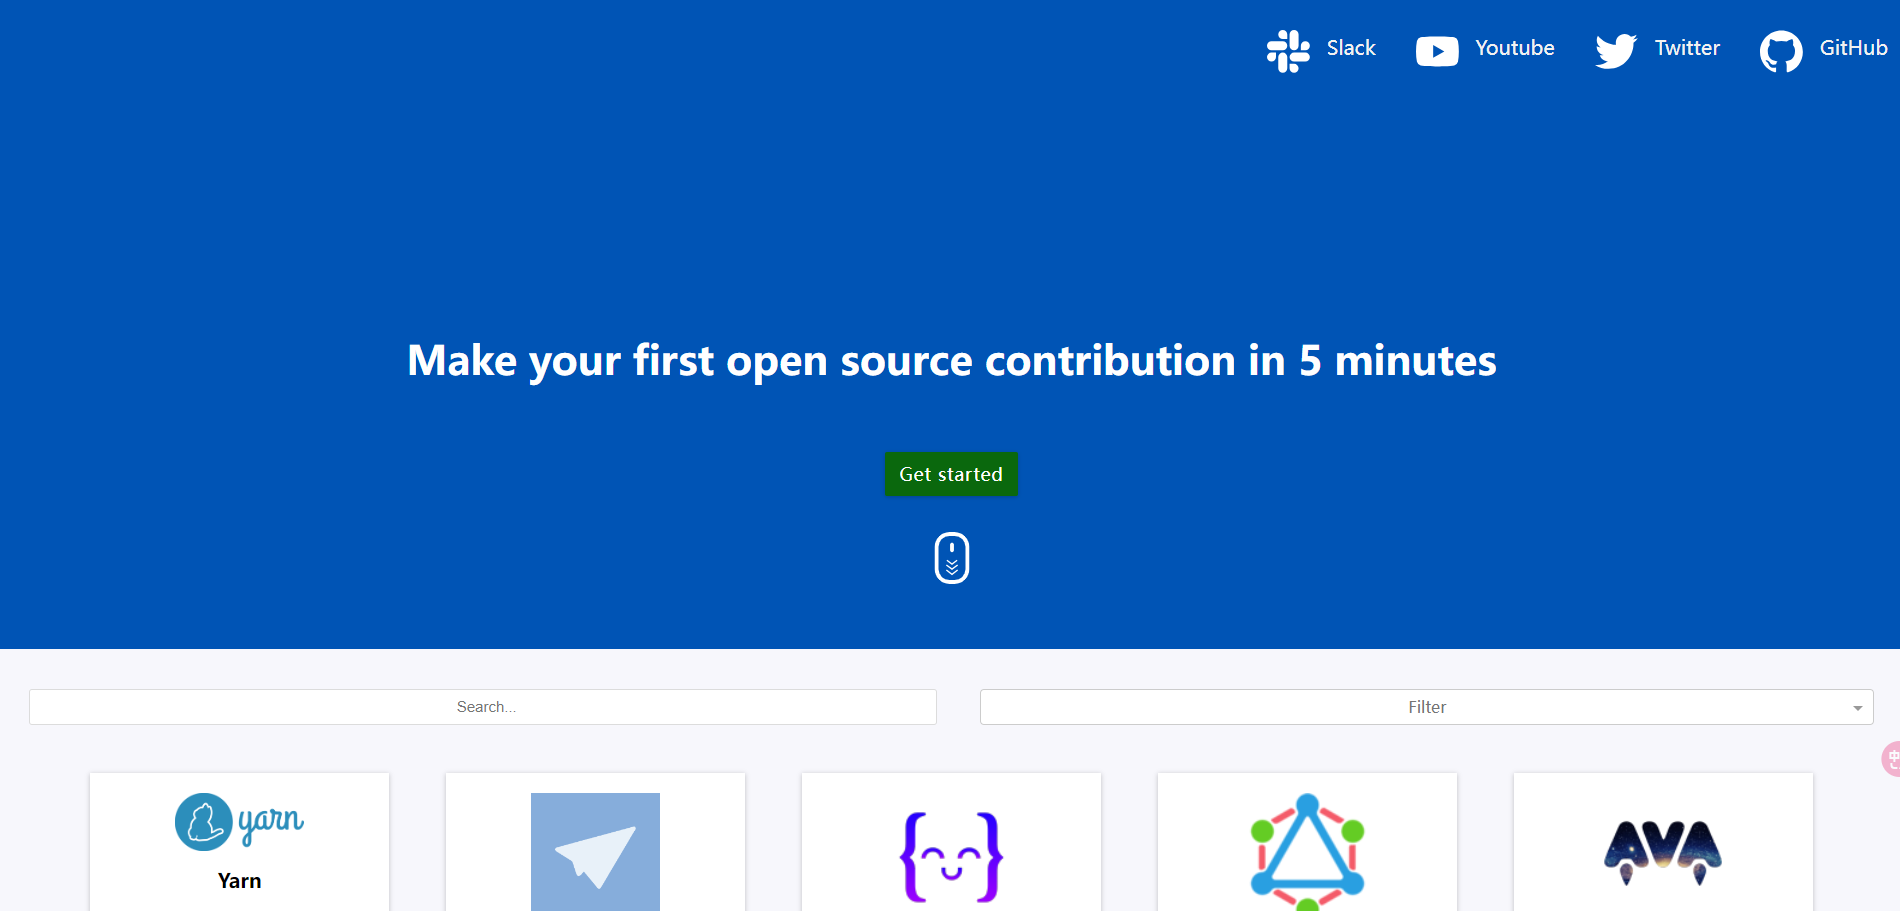 Slack
Youtube
Twitter
GitHub
Make your first open source contribution in 5 minutes
Get started
Search...
Filter
中
yarn
AVA
Yarn